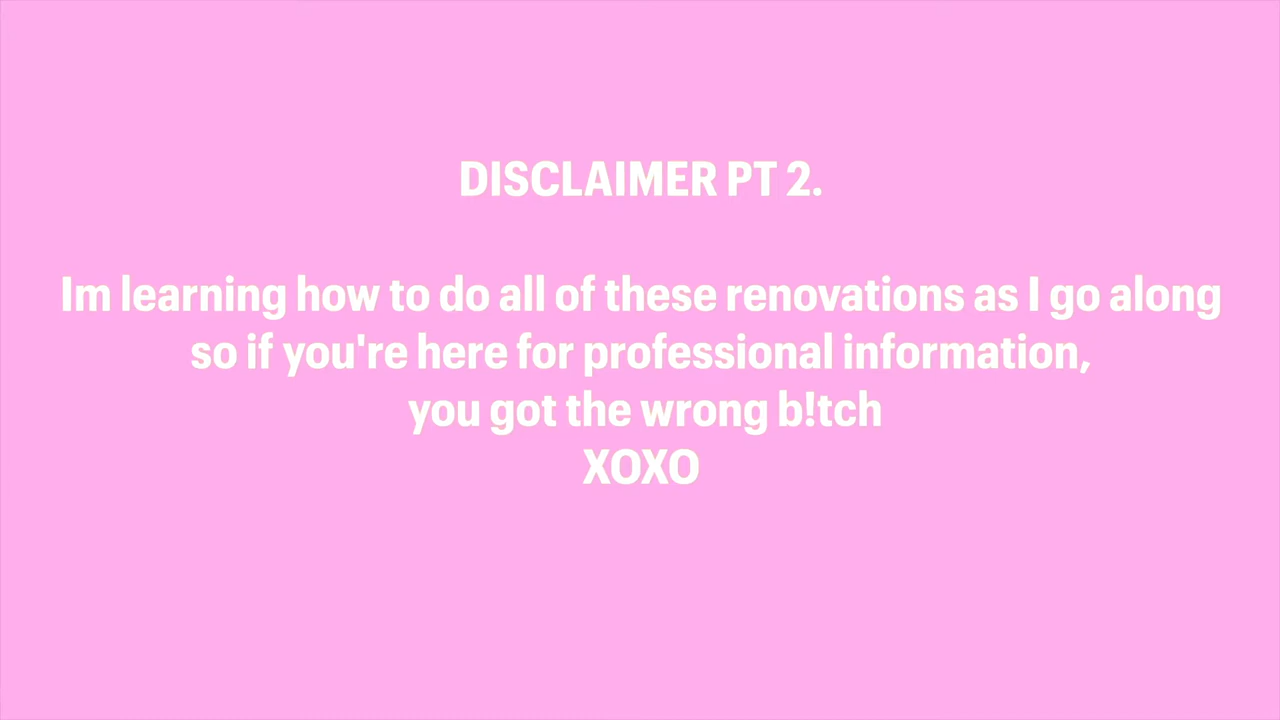 DISCLAIMER PT 2.
Im learning how to do all of these renovations as I go along
so if you're here for professional information,
you got the wrong b!tch
XOXO